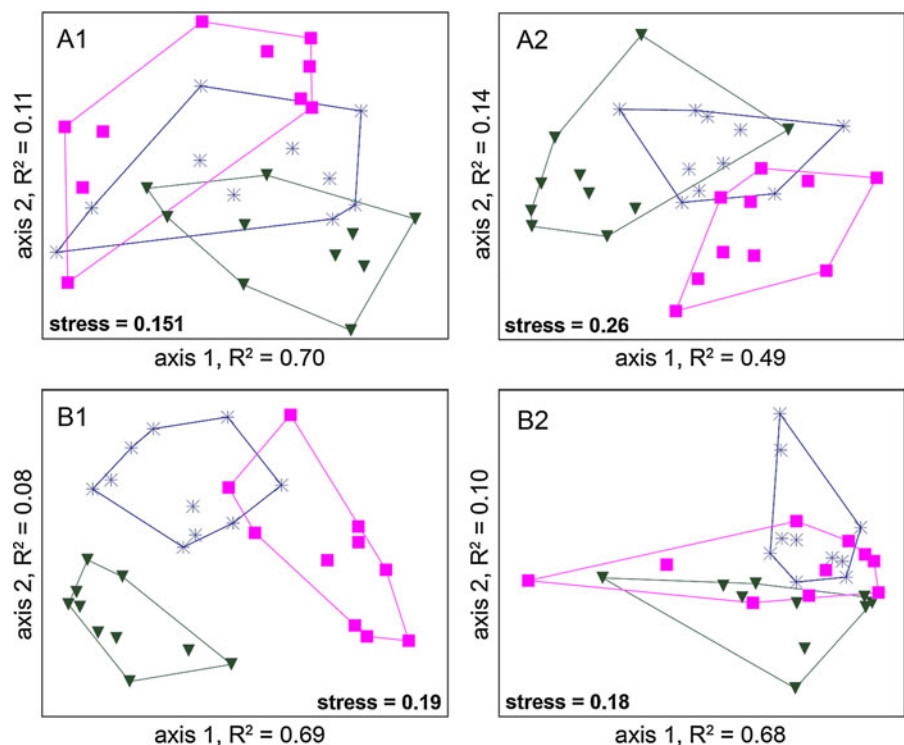 A1
axis 2, R² = 0.11
stress = 0.151
axis 1, R² = 0.70
A2
axis 2, R² = 0.14
stress = 0.26
axis 1, R² = 0.49
B1
axis 2, R² = 0.08
stress = 0.19
axis 1, R² = 0.69
B2
axis 2, R² = 0.10
stress = 0.18
axis 1, R² = 0.68